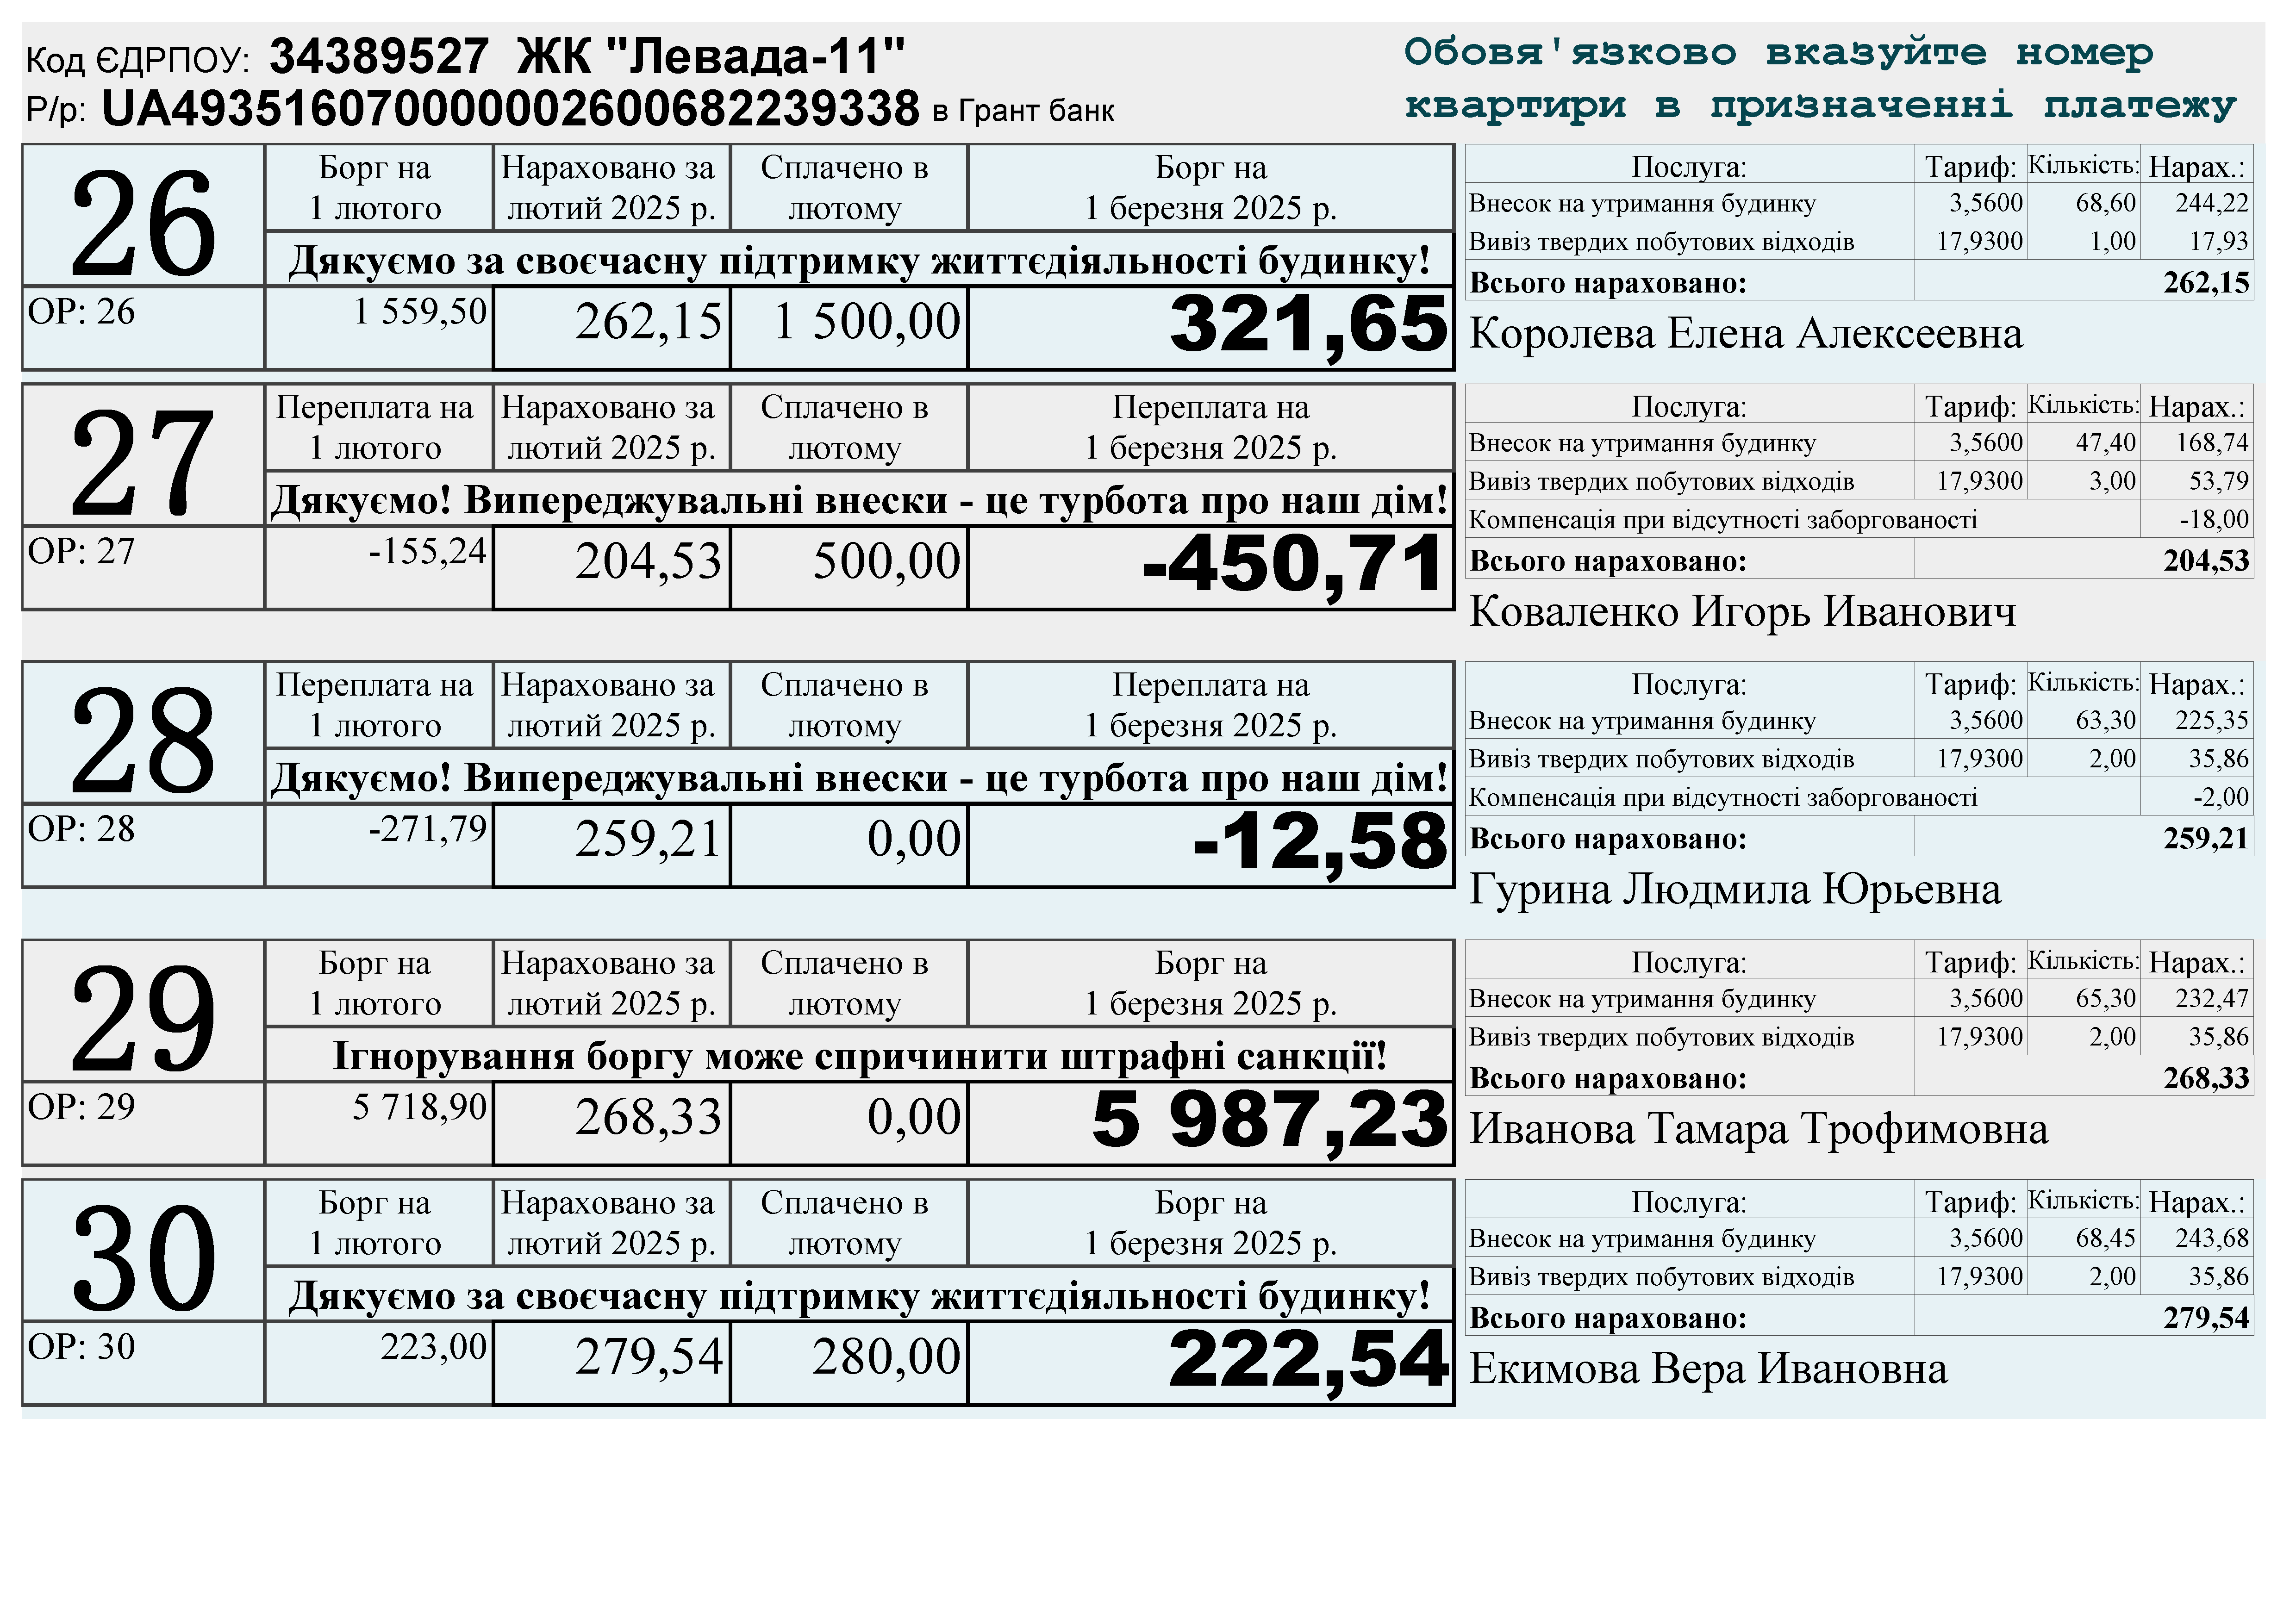 Код ЄДРПОУ: 34389527 ЖК "Левада-11"
Р/р: UA493516070000002600682239338 в Грант банк
Обовя'язково вказуйте номер
квартири в призначенні платежу
26
Борг на 1 лютого
Нараховано за лютий 2025 р.
Сплачено в лютому
Борг на 1 березня 2025 р.
Дякуємо за своєчасну підтримку життєдіяльності будинку!
ОР: 26 1 559,50 262,15 1 500,00 321,65
Послуга: Тариф: Кількість: Нарах.:
Внесок на утримання будинку 3,5600 68,60 244,22
Вивіз твердих побутових відходів 17,9300 1,00 17,93
Всього нараховано: 262,15
Королева Елена Алексеевна
27
Переплата на 1 лютого
Нараховано за лютий 2025 р.
Сплачено в лютому
Переплата на 1 березня 2025 р.
Дякуємо! Випереджувальні внески - це турбота про наш дім!
ОР: 27 -155,24 204,53 500,00 -450,71
Послуга: Тариф: Кількість: Нарах.:
Внесок на утримання будинку 3,5600 47,40 168,74
Вивіз твердих побутових відходів 17,9300 3,00 53,79
Компенсація при відсутності заборгованості -18,00
Всього нараховано: 204,53
Коваленко Игорь Иванович
28
Переплата на 1 лютого
Нараховано за лютий 2025 р.
Сплачено в лютому
Переплата на 1 березня 2025 р.
Дякуємо! Випереджувальні внески - це турбота про наш дім!
ОР: 28 -271,79 259,21 0,00 -12,58
Послуга: Тариф: Кількість: Нарах.:
Внесок на утримання будинку 3,5600 63,30 225,35
Вивіз твердих побутових відходів 17,9300 2,00 35,86
Компенсація при відсутності заборгованості -2,00
Всього нараховано: 259,21
Гурина Людмила Юрьевна
29
Борг на 1 лютого
Нараховано за лютий 2025 р.
Сплачено в лютому
Борг на 1 березня 2025 р.
Ігнорування боргу може спричинити штрафні санкції!
ОР: 29 5 718,90 268,33 0,00 5 987,23
Послуга: Тариф: Кількість: Нарах.:
Внесок на утримання будинку 3,5600 65,30 232,47
Вивіз твердих побутових відходів 17,9300 2,00 35,86
Всього нараховано: 268,33
Иванова Тамара Трофимовна
30
Борг на 1 лютого
Нараховано за лютий 2025 р.
Сплачено в лютому
Борг на 1 березня 2025 р.
Дякуємо за своєчасну підтримку життєдіяльності будинку!
ОР: 30 223,00 279,54 280,00 222,54
Послуга: Тариф: Кількість: Нарах.:
Внесок на утримання будинку 3,5600 68,45 243,68
Вивіз твердих побутових відходів 17,9300 2,00 35,86
Всього нараховано: 279,54
Екимова Вера Ивановна